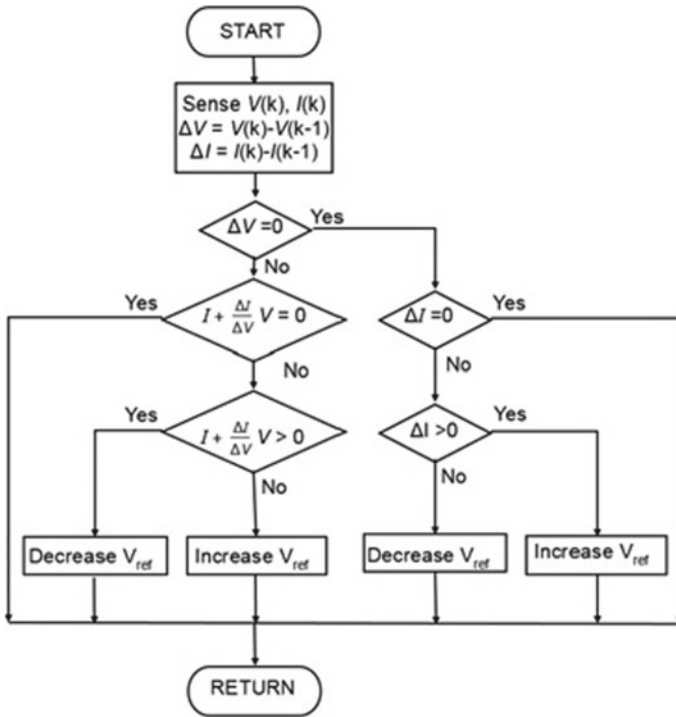 START
Sense V(k), I(k)
ΔV = V(k)-V(k-1)
ΔI = I(k)-I(k-1)
ΔV =0
Yes
No
Yes
I + ΔI/ΔV V = 0
ΔI =0
Yes
No
No
Yes
I + ΔI/ΔV V > 0
ΔI >0
Yes
No
No
Decrease Vref
Increase Vref
Decrease Vref
Increase Vref
RETURN